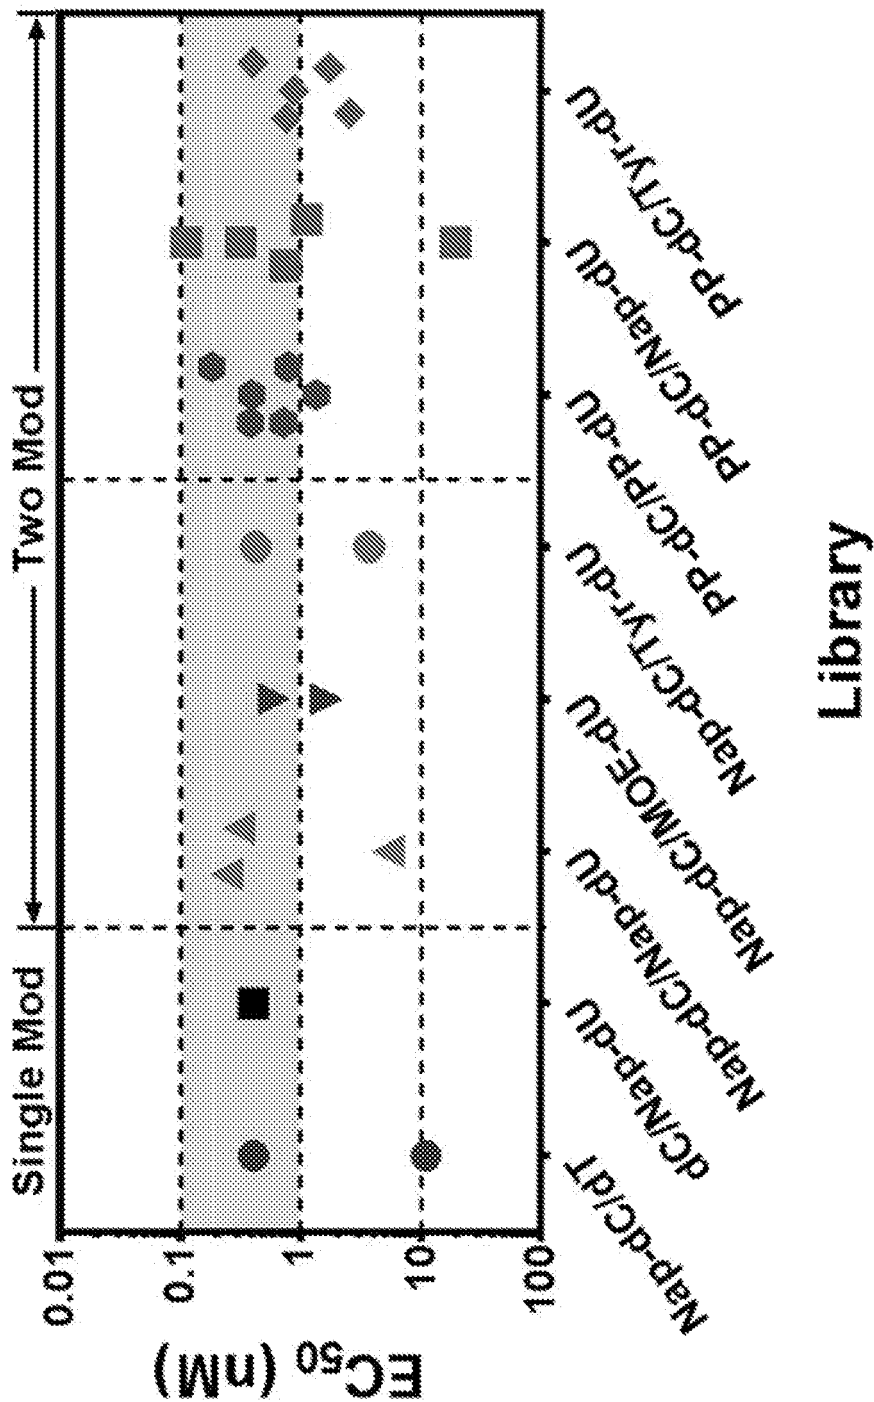 Single Mod
Two Mod
EC50 (nM)
0.01
0.1
1
10
100
Nap-dC/dT
dC/Nap-dU
Nap-dC/Nap-dU
Nap-dC/MOE-dU
Nap-dC/Tyr-dU
PP-dC/PP-dU
PP-dC/Nap-dU
PP-dC/Tyr-dU
Library